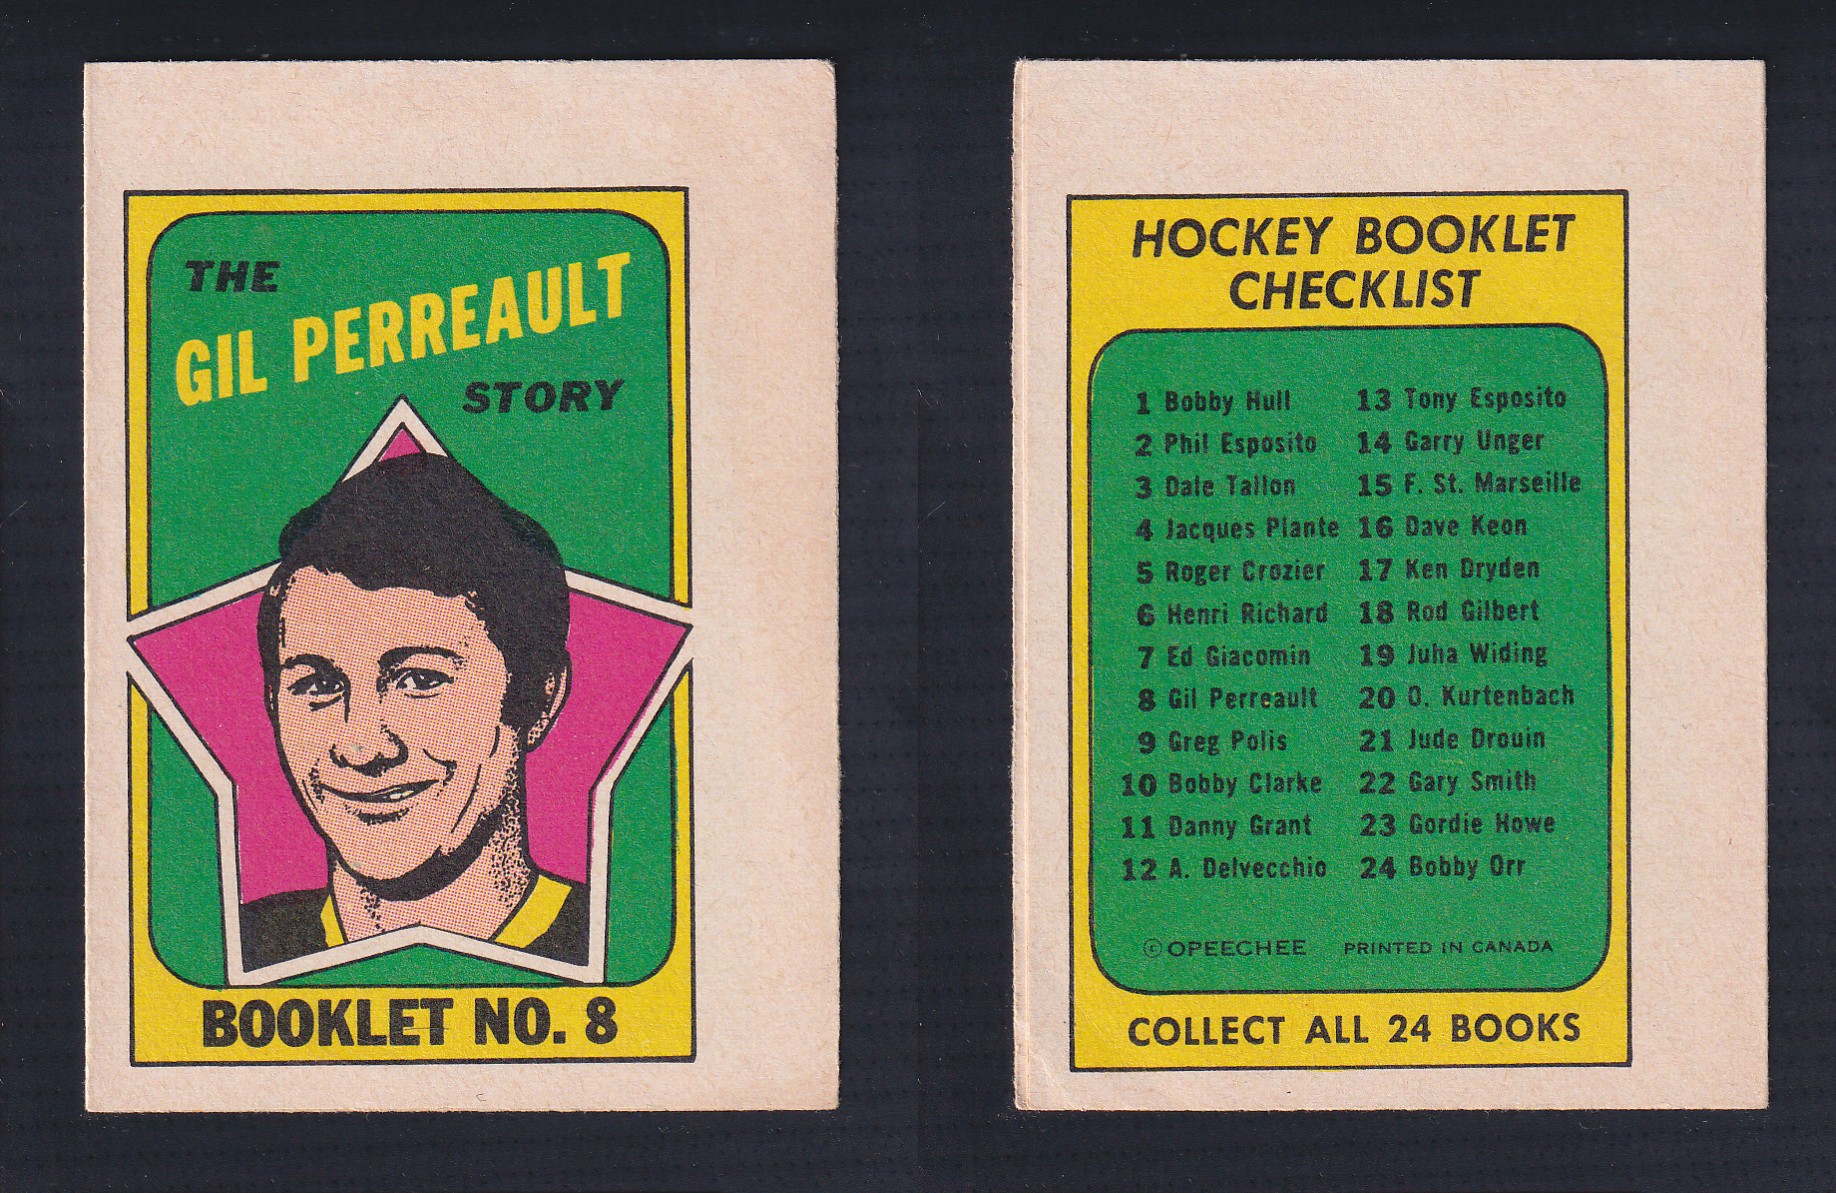 THE
GIL PERREAULT
STORY
BOOKLET NO. 8
HOCKEY BOOKLET
CHECKLIST
1 Bobby Hull 13 Tony Esposito
2 Phil Esposito 14 Garry Unger
3 Dale Tallon 15 F. St. Marseille
4 Jacques Plante 16 Dave Keon
5 Roger Crozier 17 Ken Dryden
6 Henri Richard 18 Rod Gilbert
7 Ed Giacomin 19 Juha Widing
8 Gil Perreault 20 O. Kurtenbach
9 Greg Polis 21 Jude Drouin
10 Bobby Clarke 22 Gary Smith
11 Danny Grant 23 Gordie Howe
12 A. Delvecchio 24 Bobby Orr
© OPEECHEE PRINTED IN CANADA
COLLECT ALL 24 BOOKS